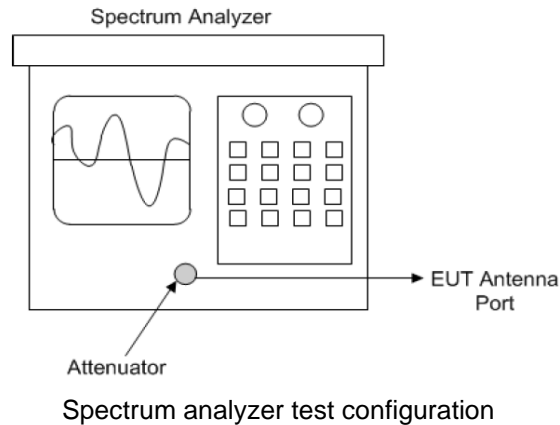 Spectrum Analyzer
EUT Antenna
Port
Attenuator
Spectrum analyzer test configuration